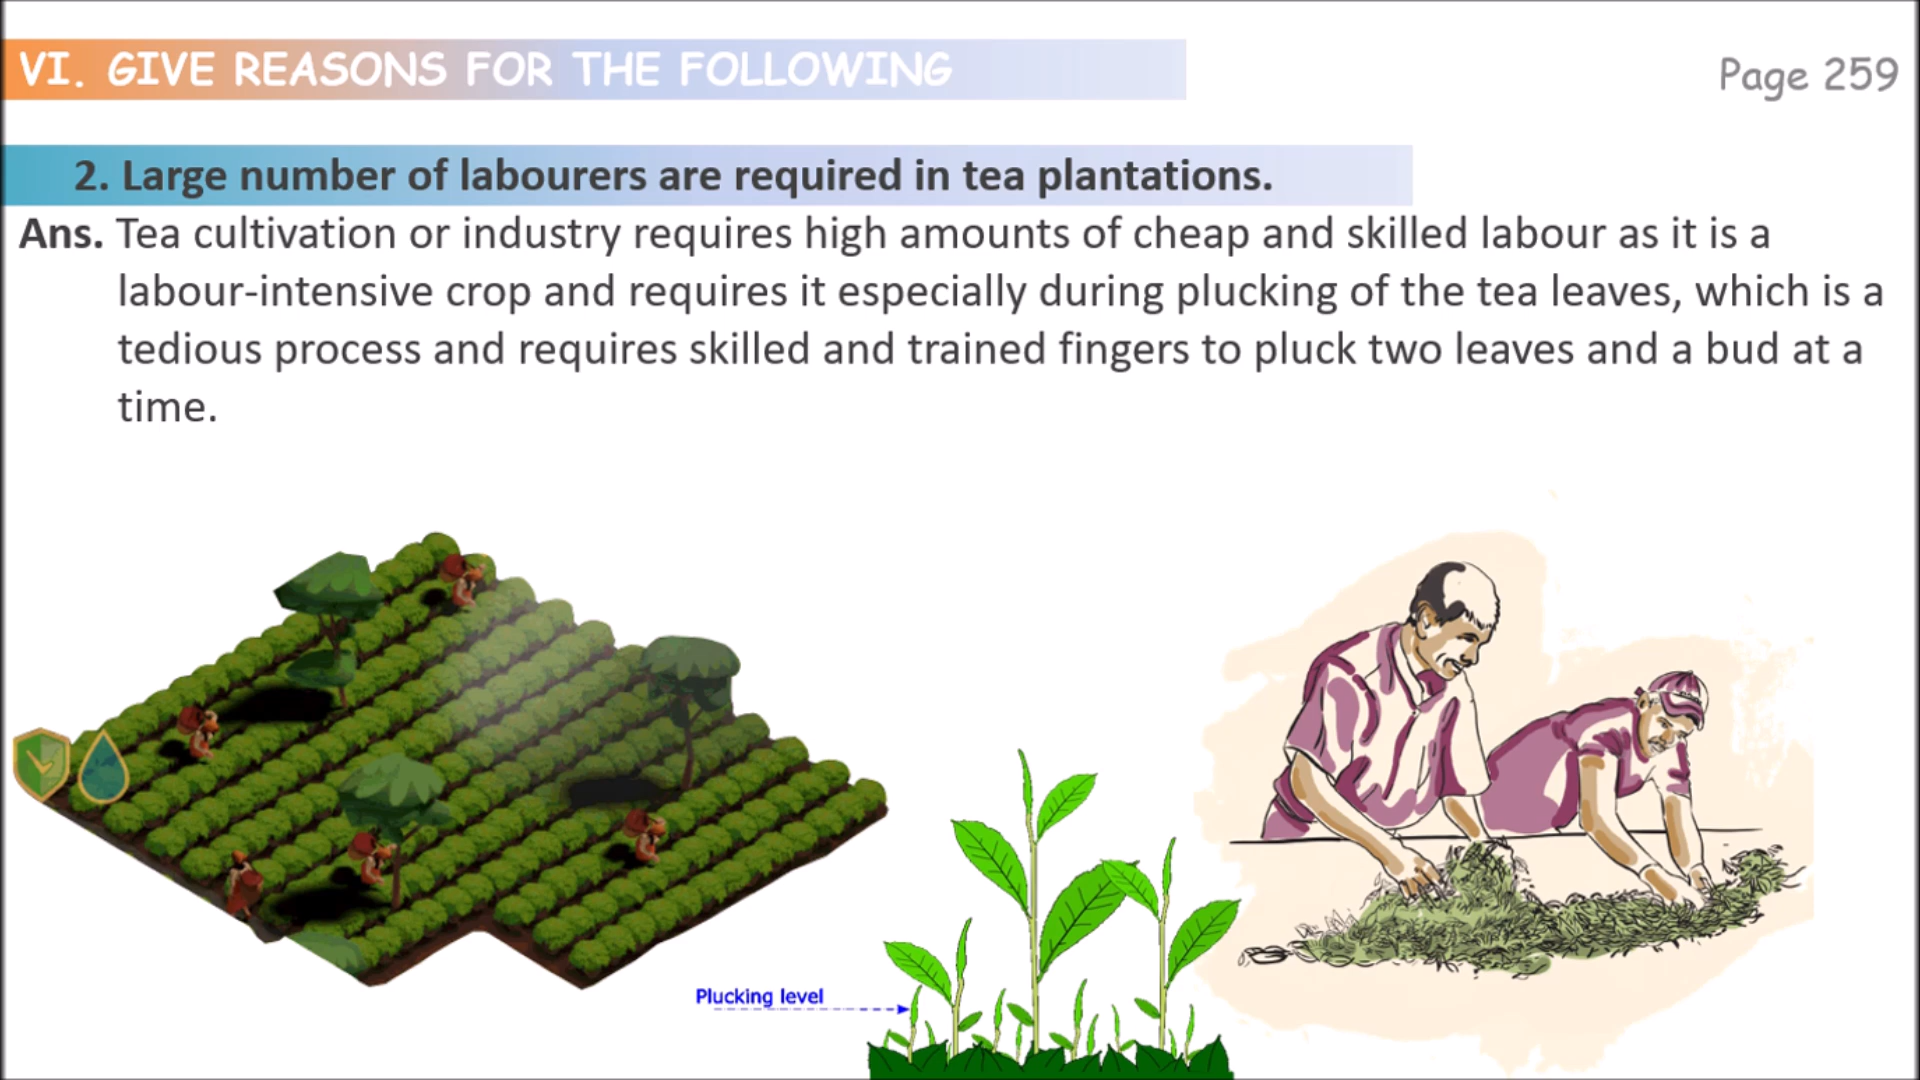 VI. GIVE REASONS FOR THE FOLLOWING
Page 259
2. Large number of labourers are required in tea plantations.
Ans. Tea cultivation or industry requires high amounts of cheap and skilled labour as it is a
labour-intensive crop and requires it especially during plucking of the tea leaves, which is a
tedious process and requires skilled and trained fingers to pluck two leaves and a bud at a
time.
Plucking level